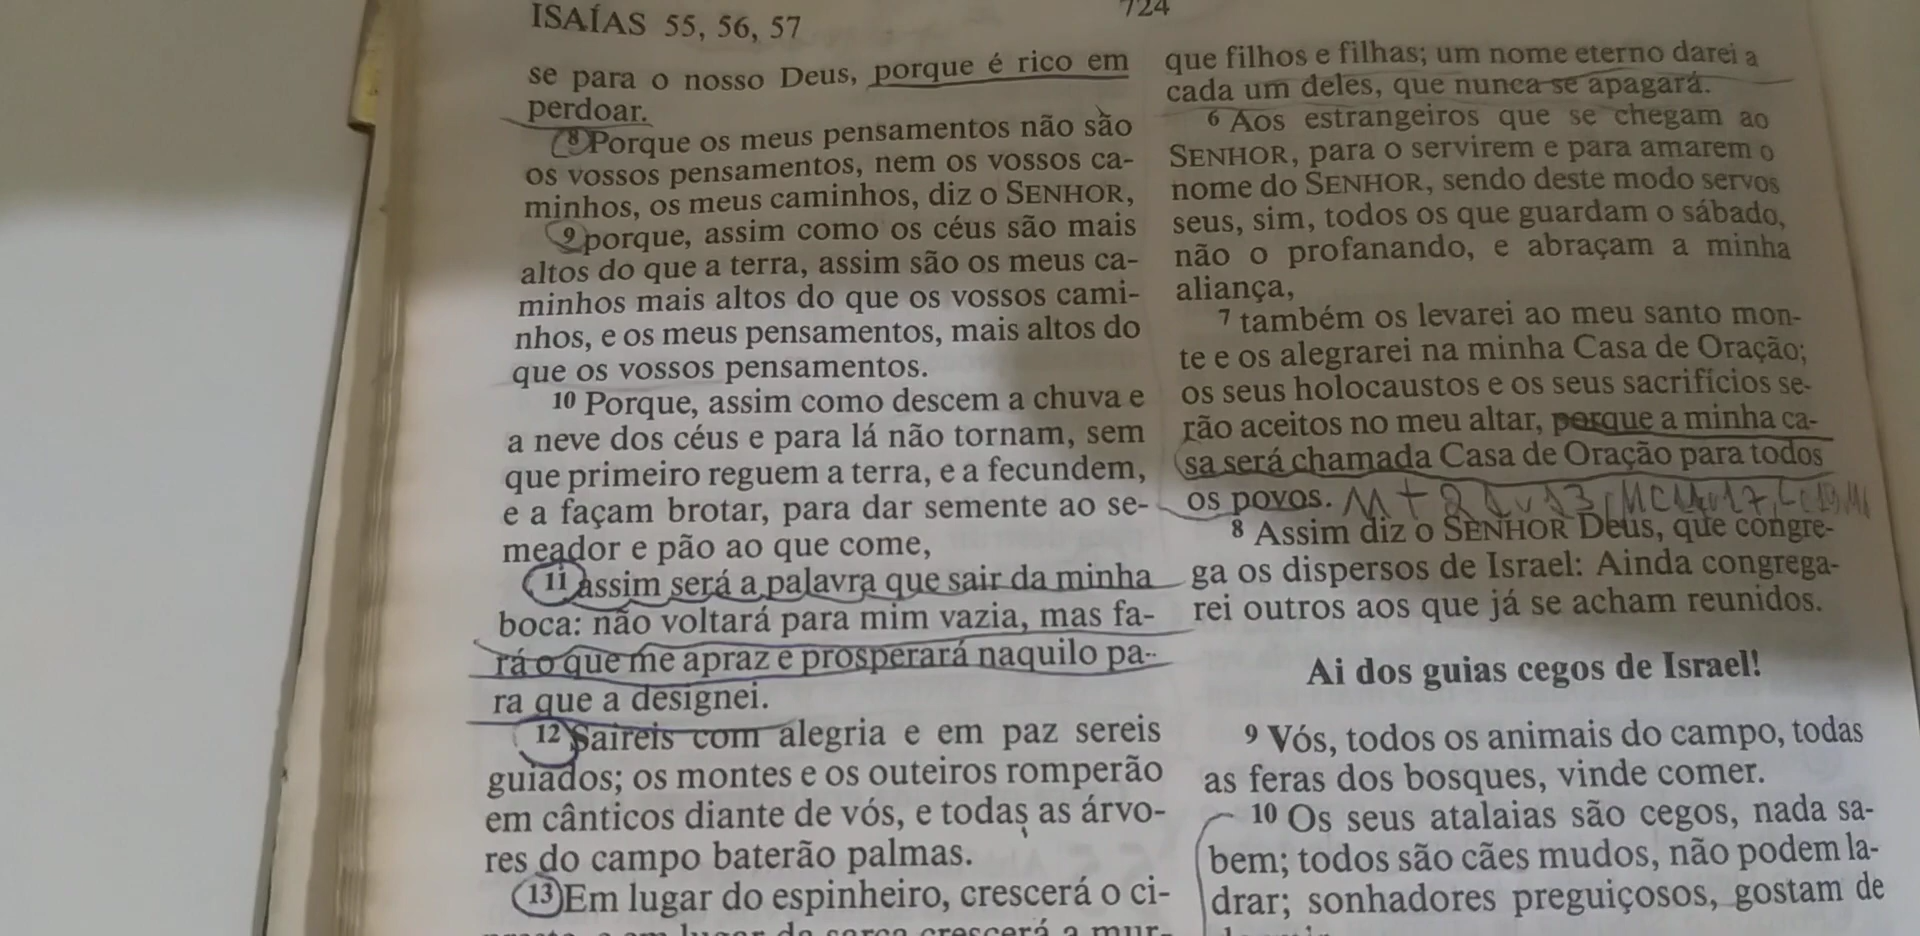 ISAÍAS 55, 56, 57
724
se para o nosso Deus, porque é rico em
perdoar.
8 Porque os meus pensamentos não são
os vossos pensamentos, nem os vossos ca-
minhos, os meus caminhos, diz o SENHOR,
9 porque, assim como os céus são mais
altos do que a terra, assim são os meus ca-
minhos mais altos do que os vossos cami-
nhos, e os meus pensamentos, mais altos do
que os vossos pensamentos.
10 Porque, assim como descem a chuva e
a neve dos céus e para lá não tornam, sem
que primeiro reguem a terra, e a fecundem,
e a façam brotar, para dar semente ao se-
meador e pão ao que come,
11 assim será a palavra que sair da minha
boca: não voltará para mim vazia, mas fa-
rá o que me apraz e prosperará naquilo pa-
ra que a designei.
12 Saireis com alegria e em paz sereis
guiados; os montes e os outeiros romperão
em cânticos diante de vós, e todas as árvo-
res do campo baterão palmas.
13 Em lugar do espinheiro, crescerá o ci-
crescerá a mur-
que filhos e filhas; um nome eterno darei a
cada um deles, que nunca se apagará.
6 Aos estrangeiros que se chegam ao
SENHOR, para o servirem e para amarem o
nome do SENHOR, sendo deste modo servos
seus, sim, todos os que guardam o sábado,
não o profanando, e abraçam a minha
aliança,
7 também os levarei ao meu santo mon-
te e os alegrarei na minha Casa de Oração;
os seus holocaustos e os seus sacrifícios se-
rão aceitos no meu altar, porque a minha ca-
sa será chamada Casa de Oração para todos
os povos. Mt 21v13
8 Assim diz o SENHOR Deus, que congre-
ga os dispersos de Israel: Ainda congrega-
rei outros aos que já se acham reunidos.
Ai dos guias cegos de Israel!
9 Vós, todos os animais do campo, todas
as feras dos bosques, vinde comer.
10 Os seus atalaias são cegos, nada sa-
bem; todos são cães mudos, não podem la-
drar; sonhadores preguiçosos, gostam de